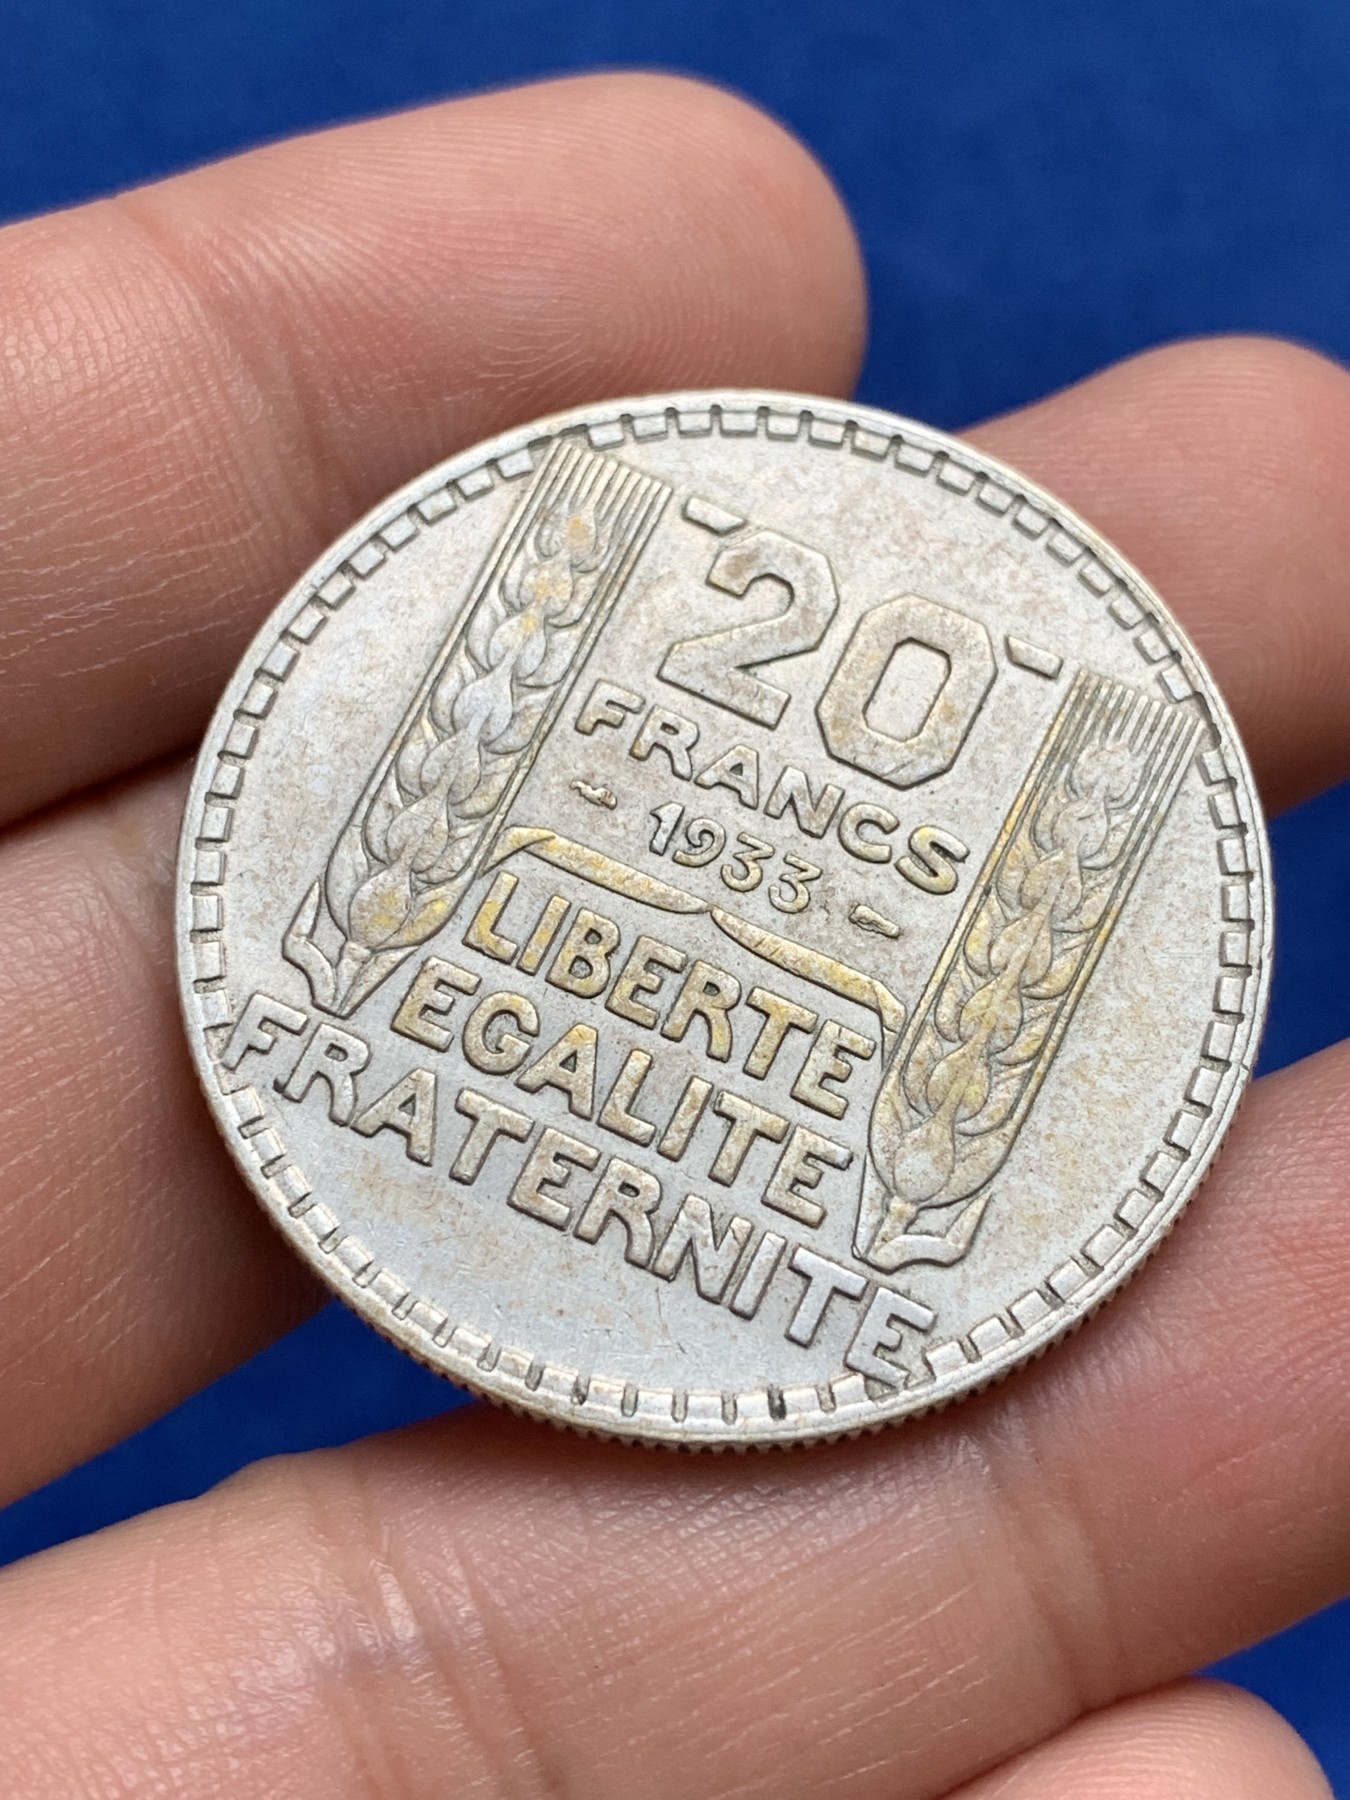 20
FRANCS
1933
LIBERTE
EGALITE
FRATERNITE